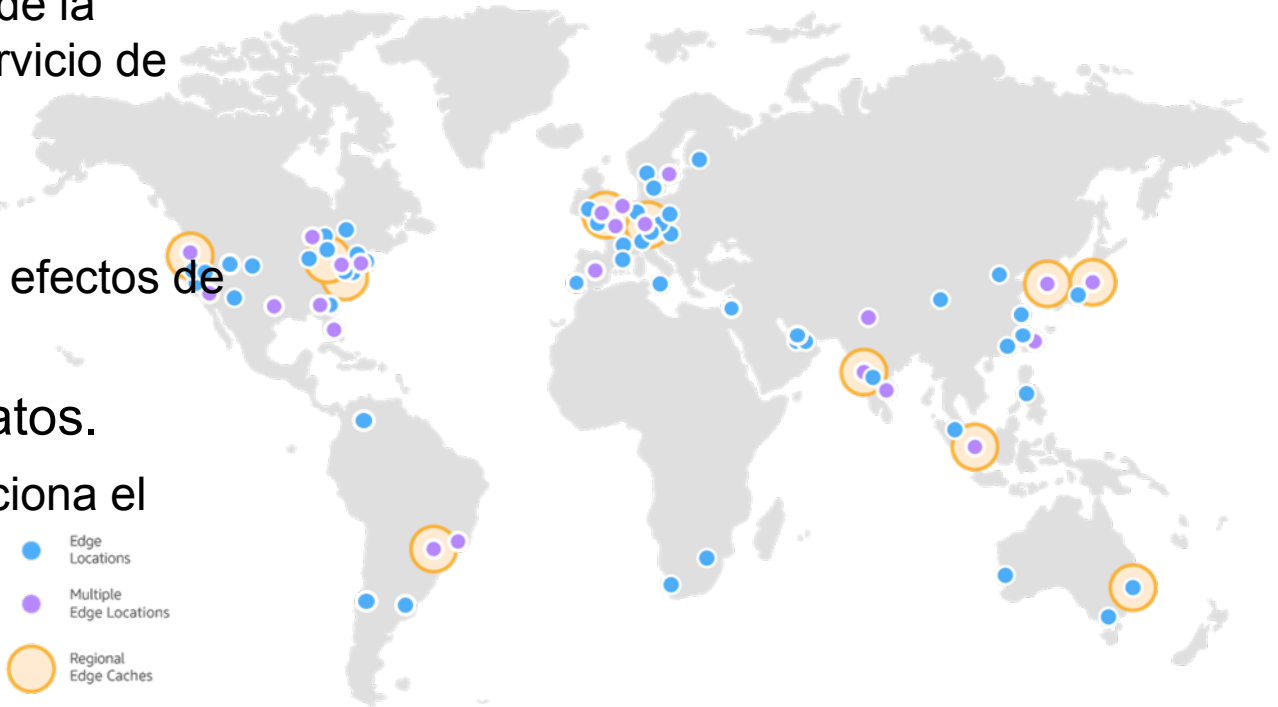 de la
rvicio de
efectos de
atos.
ciona el
Edge
Locations
Multiple
Edge Locations
Regional
Edge Caches